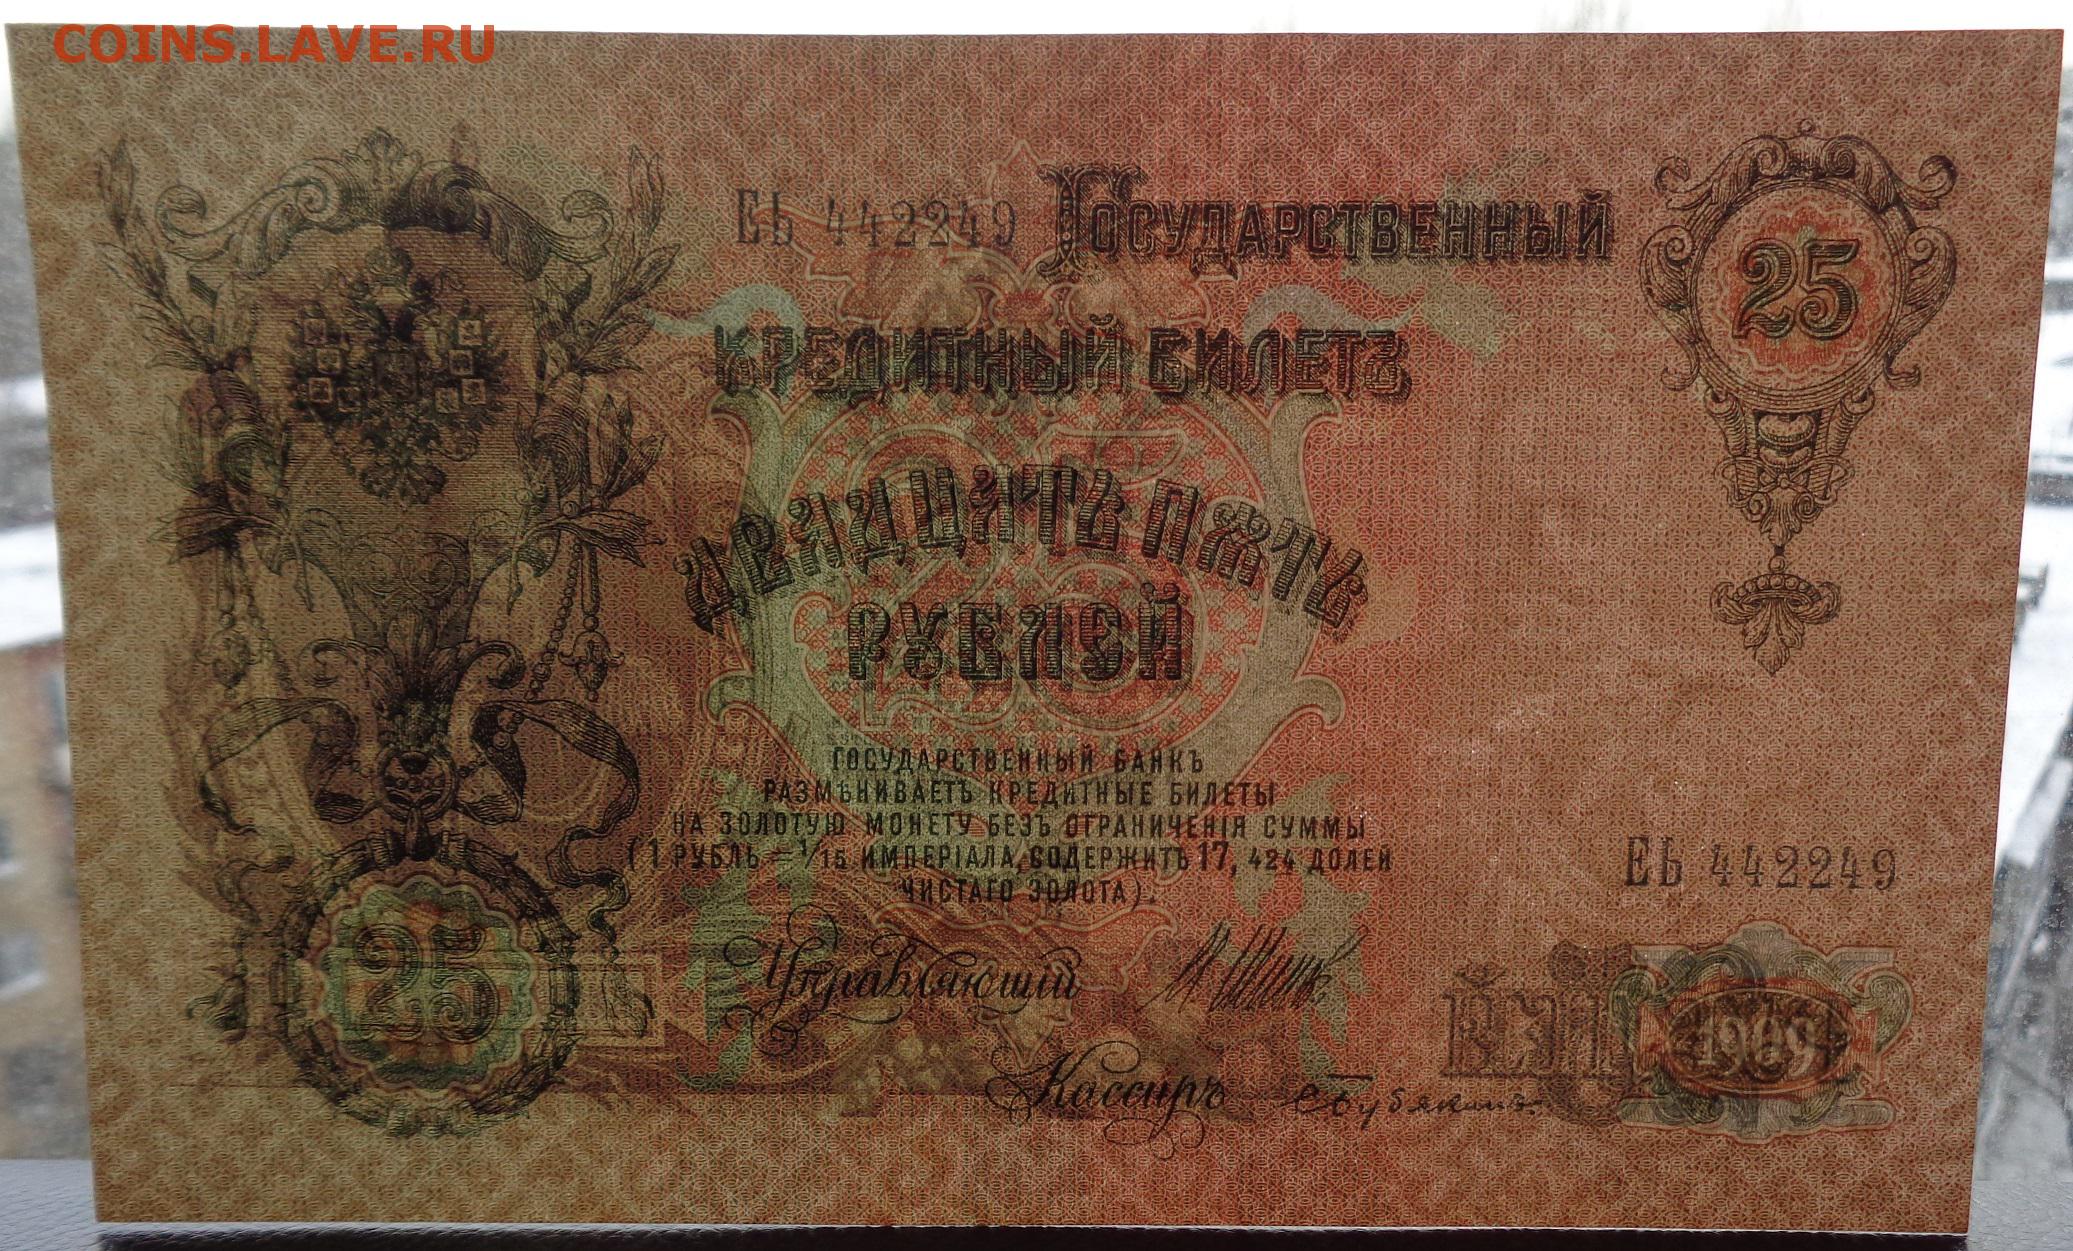 COINS.LAVE.RU
ЕЬ 442249 ГОСУДАРСТВЕННЫЙ
25
КРЕДИТНЫЙ БИЛЕТЪ
ДВАДЦАТЬ ПЯТЬ
РУБЛЕЙ
ГОСУДАРСТВЕННЫЙ БАНКЪ
РАЗМѢНИВАЕТЪ КРЕДИТНЫЕ БИЛЕТЫ
НА ЗОЛОТУЮ МОНЕТУ БЕЗЪ ОГРАНИЧЕНІЯ СУММЫ
(1 РУБЛЬ = 1/15 ИМПЕРІАЛА, СОДЕРЖИТЪ 17,424 ДОЛЕЙ
ЧИСТАГО ЗОЛОТА).
ЕЬ 442249
25
Управляющій
1909
Кассиръ